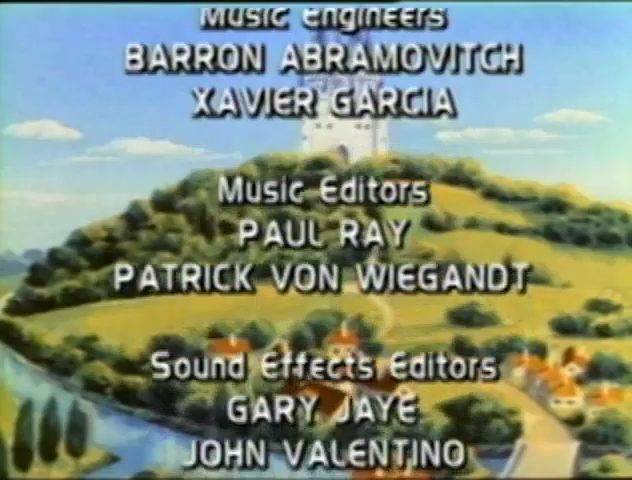 Music Engineers
BARRON ABRAMOVITCH
XAVIER GARCIA
Music Editors
PAUL RAY
PATRICK VON WIEGANDT
Sound Effects Editors
GARY JAYE
JOHN VALENTINO